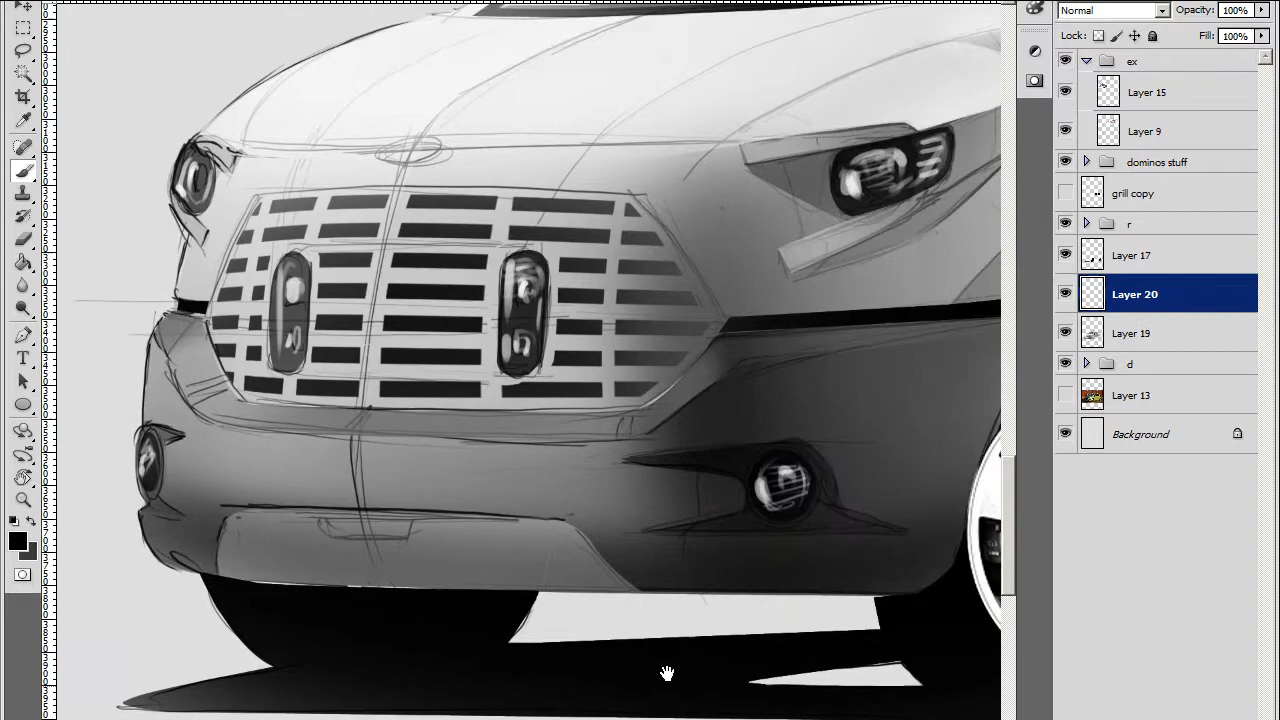 Normal Opacity: 100%
Lock: Fill: 100%
ex
Layer 15
Layer 9
dominos stuff
grill copy
r
Layer 17
Layer 20
Layer 19
d
Layer 13
Background